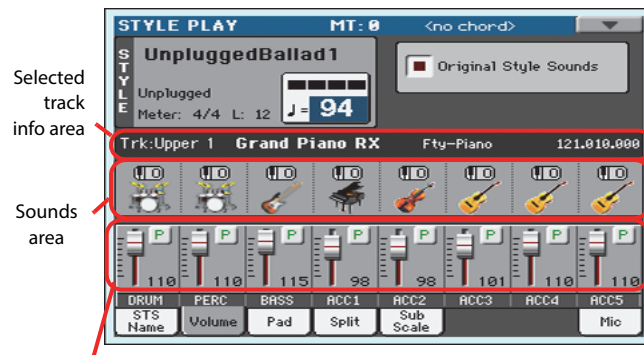 STYLE PLAY MT: 0 <no chord>
STYLE
UnpluggedBallad1
Original Style Sounds
Unplugged
Meter: 4/4 L: 12 ♩= 94
Selected
track
info area
Trk:Upper 1 Grand Piano RX Fty-Piano 121.010.000
Sounds
area
P P P P P P P P
110 110 115 98 98 101 110 110
DRUM PERC BASS ACC1 ACC2 ACC3 ACC4 ACC5
STS Name Volume Pad Split Sub Scale Mic